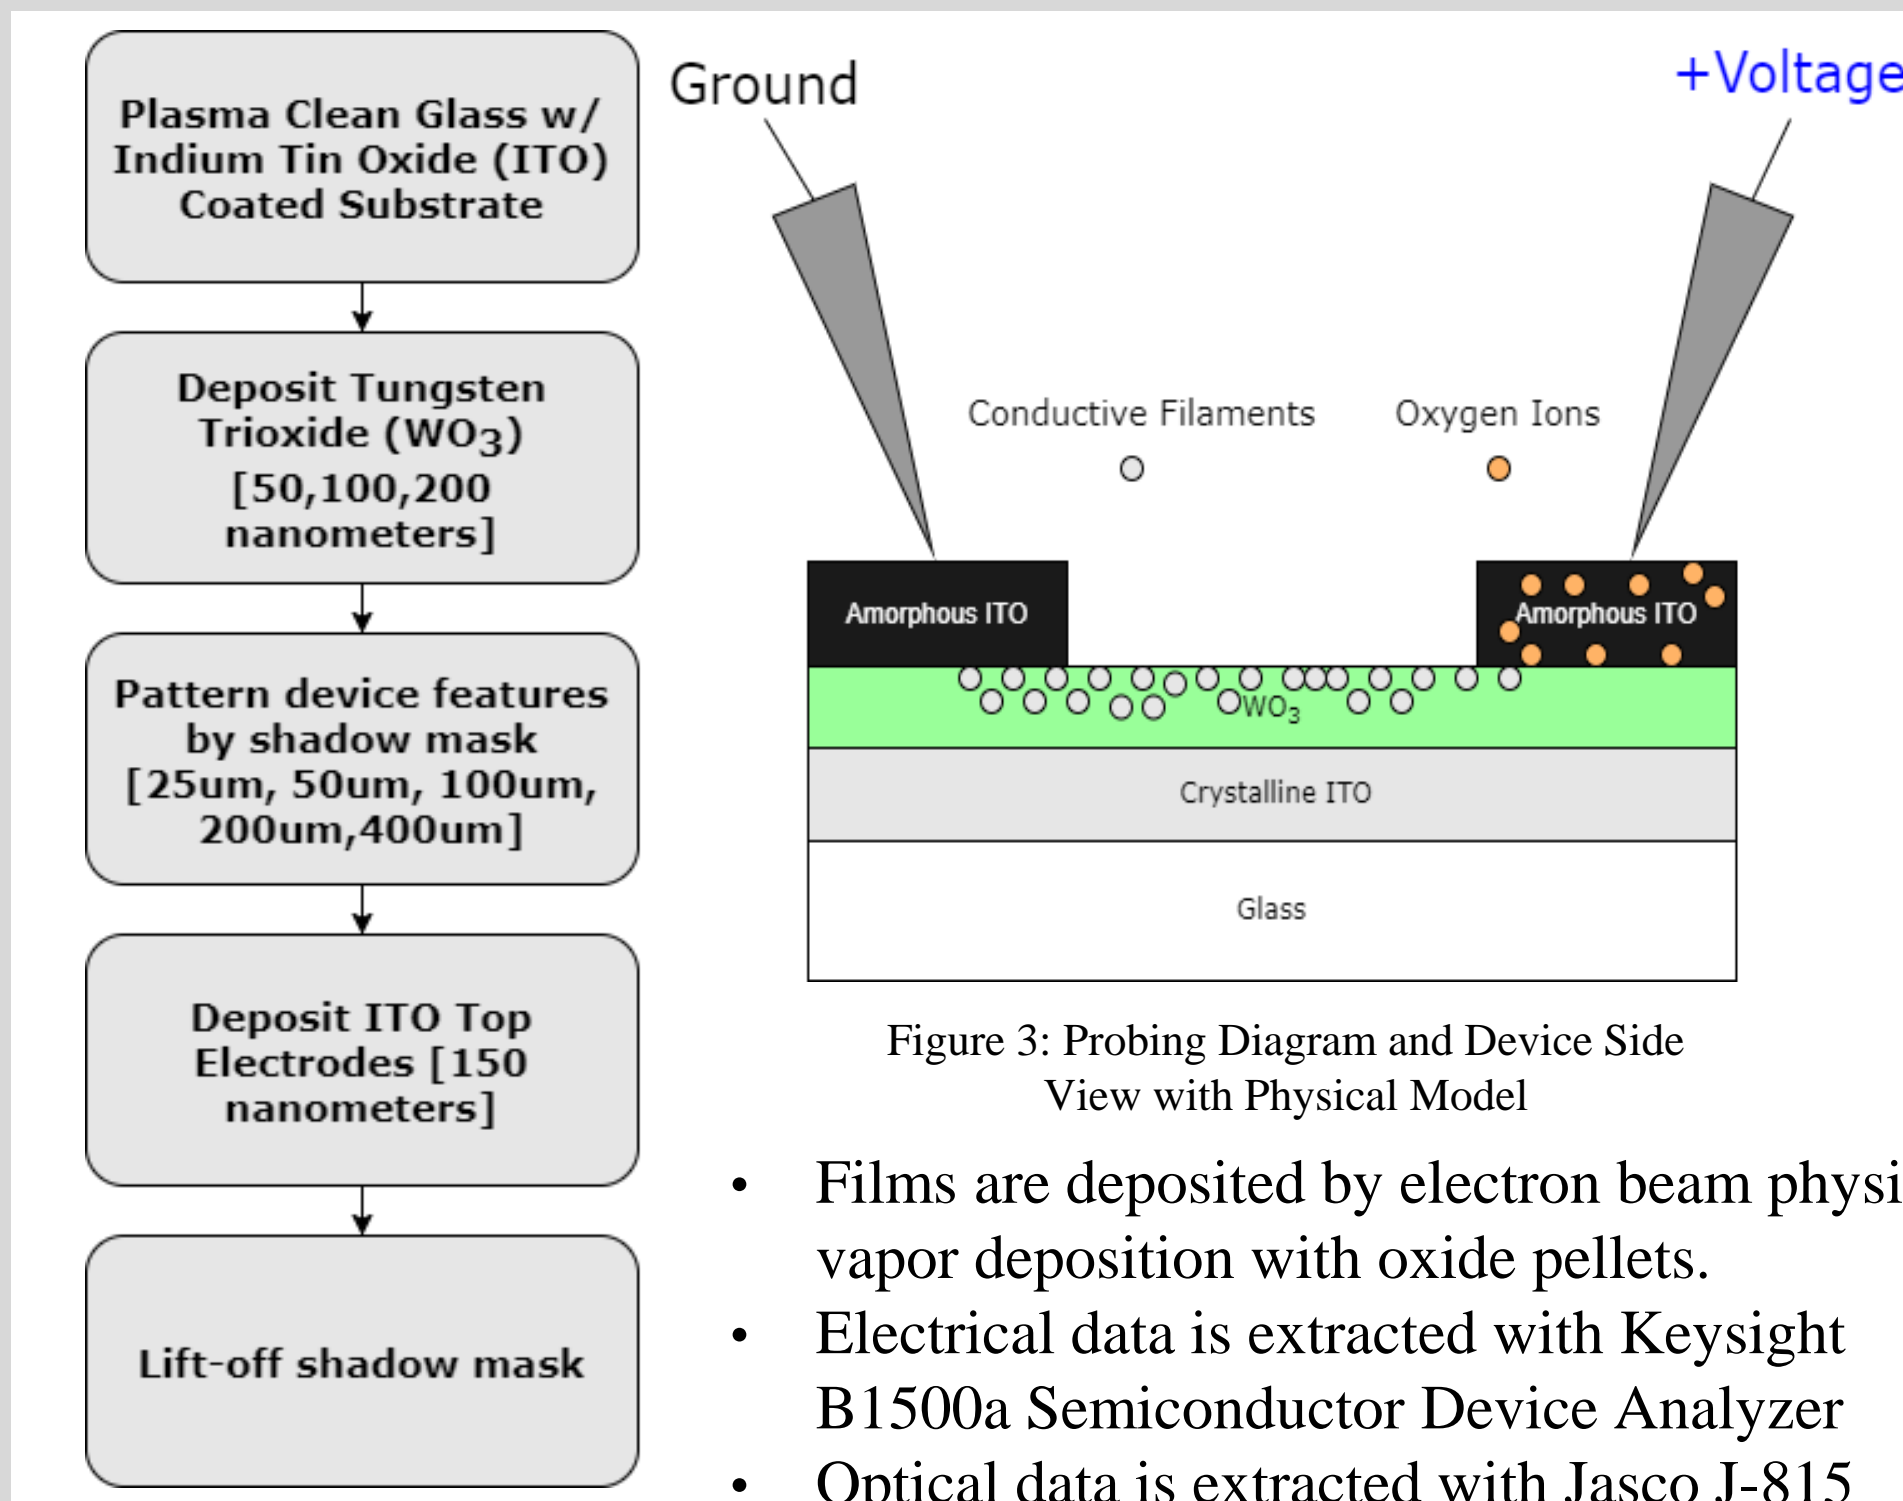 Plasma Clean Glass w/
Indium Tin Oxide (ITO)
Coated Substrate
Deposit Tungsten
Trioxide (WO3)
[50,100,200
nanometers]
Pattern device features
by shadow mask
[25um, 50um, 100um,
200um,400um]
Deposit ITO Top
Electrodes [150
nanometers]
Lift-off shadow mask
Ground
+Voltage
Conductive Filaments
Oxygen Ions
Amorphous ITO
Amorphous ITO
WO3
Crystalline ITO
Glass
Figure 3: Probing Diagram and Device Side
View with Physical Model
• Films are deposited by electron beam physi
vapor deposition with oxide pellets.
• Electrical data is extracted with Keysight
B1500a Semiconductor Device Analyzer
• Optical data is extracted with Jasco J-815